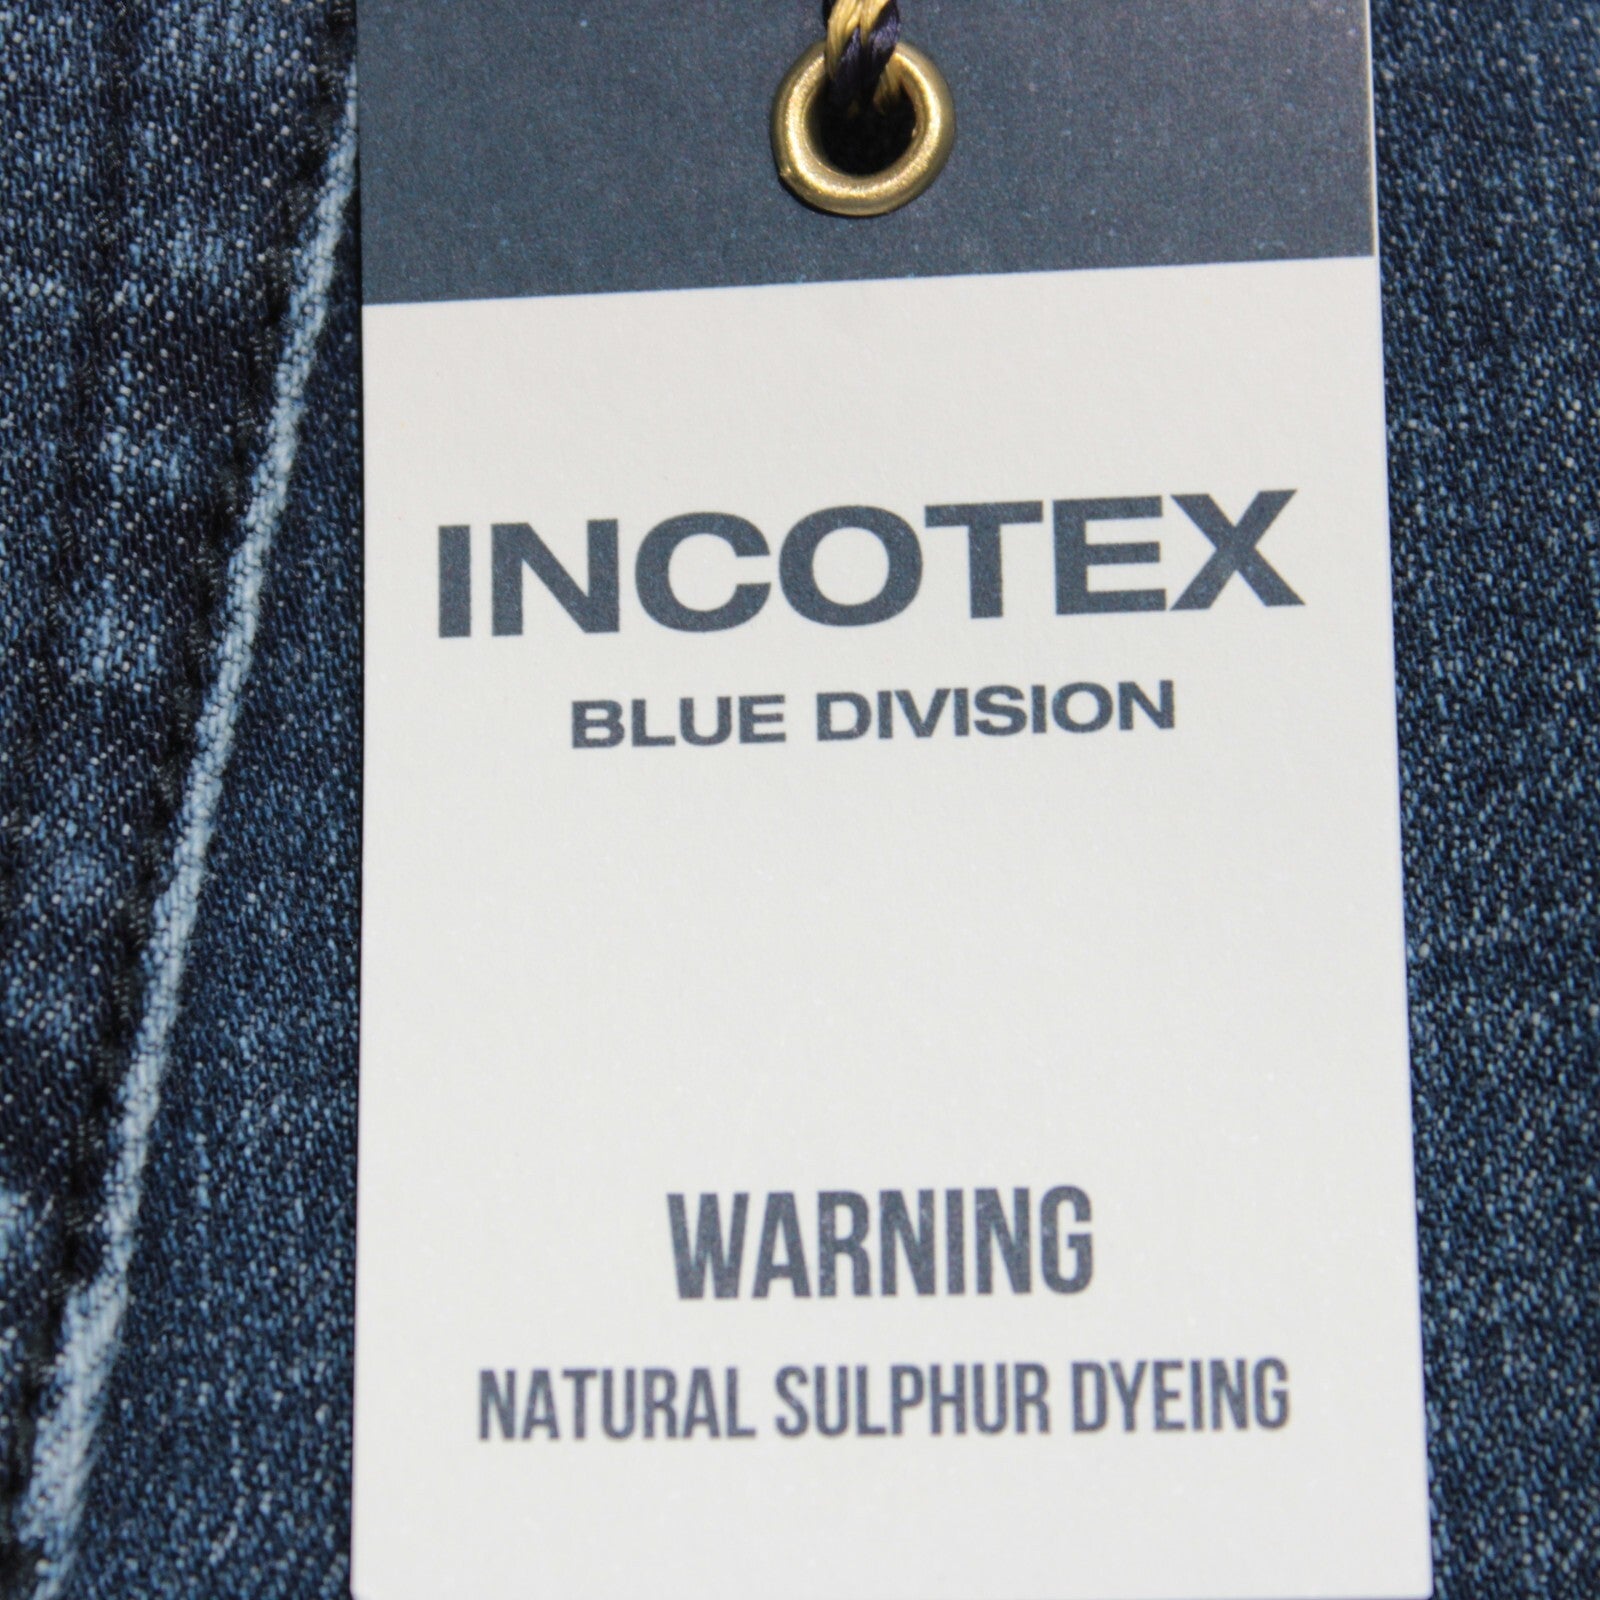 INCOTEX
BLUE DIVISION
WARNING
NATURAL SULPHUR DYEING